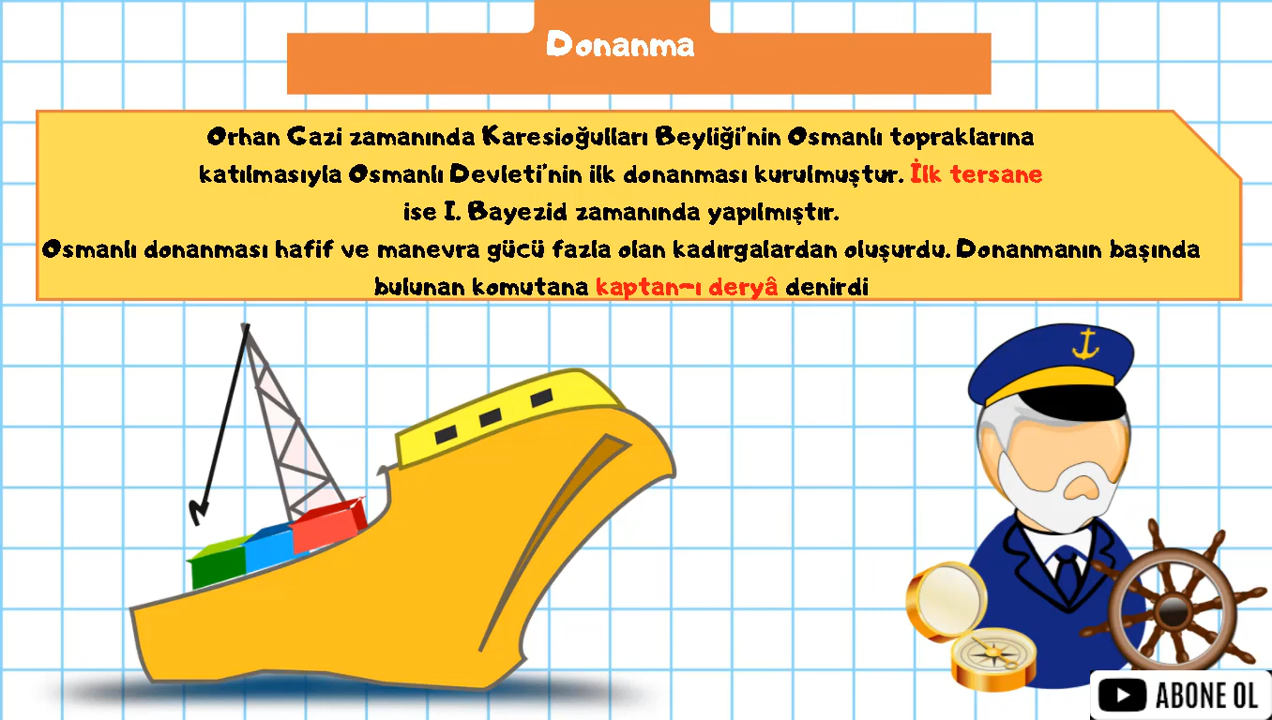 Donanma
Orhan Gazi zamanında Karesioğulları Beyliği'nin Osmanlı topraklarına
katılmasıyla Osmanlı Devleti'nin ilk donanması kurulmuştur. İlk tersane
ise I. Bayezid zamanında yapılmıştır.
Osmanlı donanması hafif ve manevra gücü fazla olan kadırgalardan oluşurdu. Donanmanın başında
bulunan komutana kaptan-ı deryâ denirdi
ABONE OL